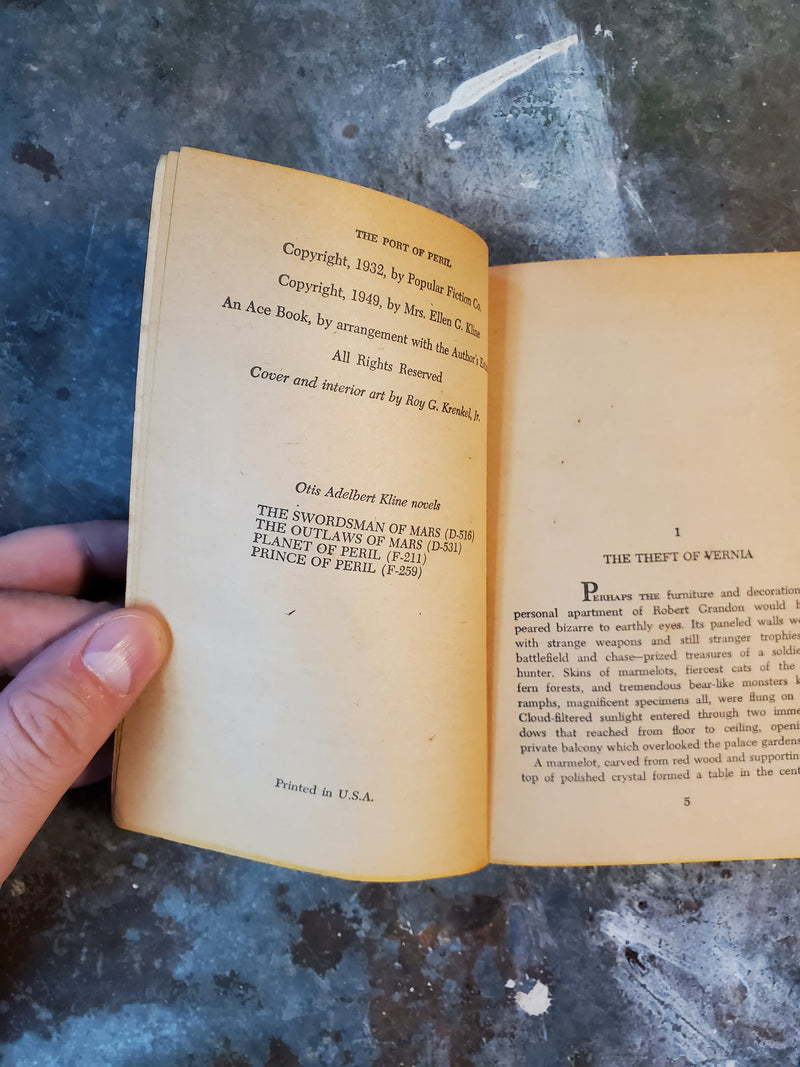 THE PORT OF PERIL
Copyright, 1932, by Popular Fiction Co.
Copyright, 1949, by Mrs. Ellen G. Kline
An Ace Book, by arrangement with the Author's
All Rights Reserved
Cover and interior art by Roy G. Krenkel, Jr.
Otis Adelbert Kline novels
THE SWORDSMAN OF MARS (D-516)
THE OUTLAWS OF MARS (D-531)
PLANET OF PERIL (F-211)
PRINCE OF PERIL (F-259)
Printed in U.S.A.
1
THE THEFT OF VERNIA
PERHAPS THE furniture and decoration
personal apartment of Robert Grandon would
peared bizarre to earthly eyes. Its paneled walls
with strange weapons and still stranger trophies
battlefield and chase—prized treasures of a soldie
hunter. Skins of marmelots, fiercest cats of the
fern forests, and tremendous bear-like monsters
ramphs, magnificent specimens all, were flung on
Cloud-filtered sunlight entered through two imme
dows that reached from floor to ceiling, openi
private balcony which overlooked the palace gardens
A marmelot, carved from red wood and supportin
top of polished crystal formed a table in the cent
5